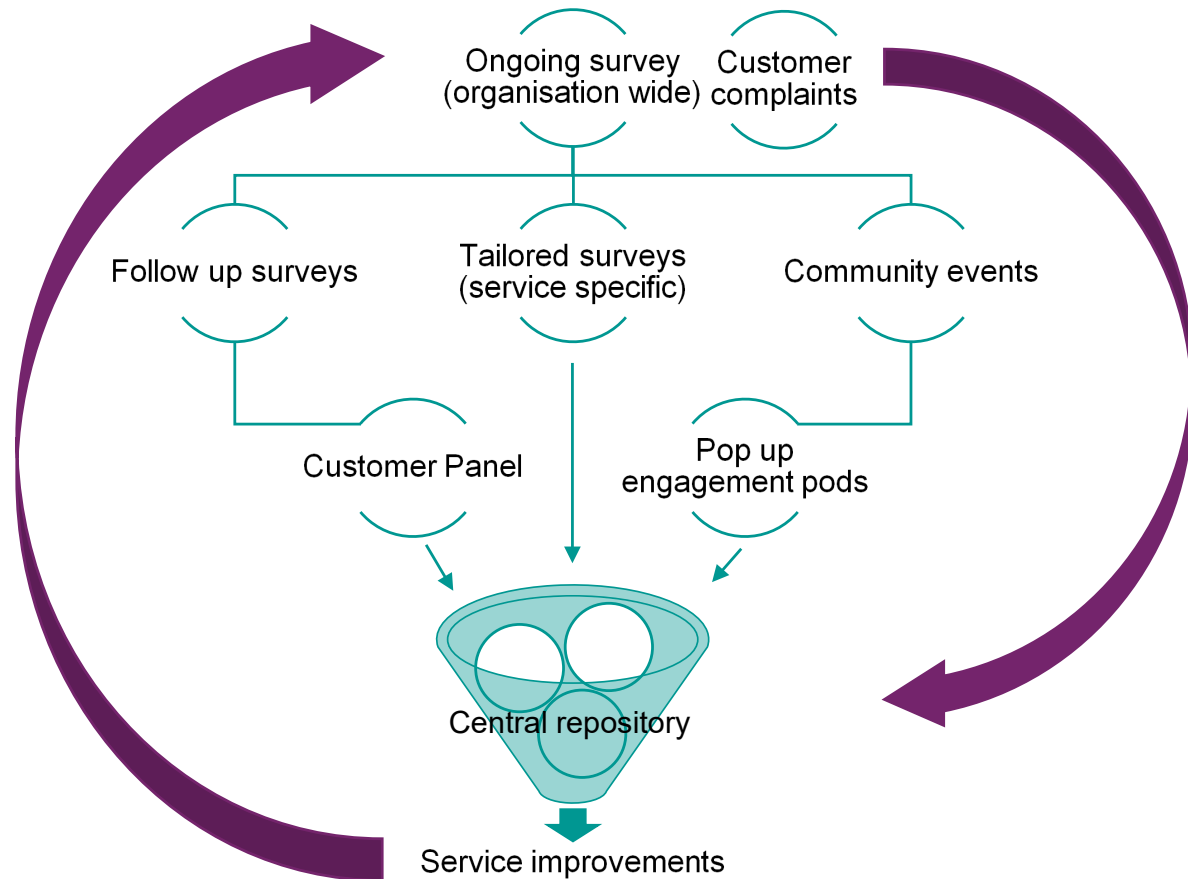 Ongoing survey
(organisation wide)
Customer
complaints
Follow up surveys
Tailored surveys
(service specific)
Community events
Customer Panel
Pop up
engagement pods
Central repository
Service improvements